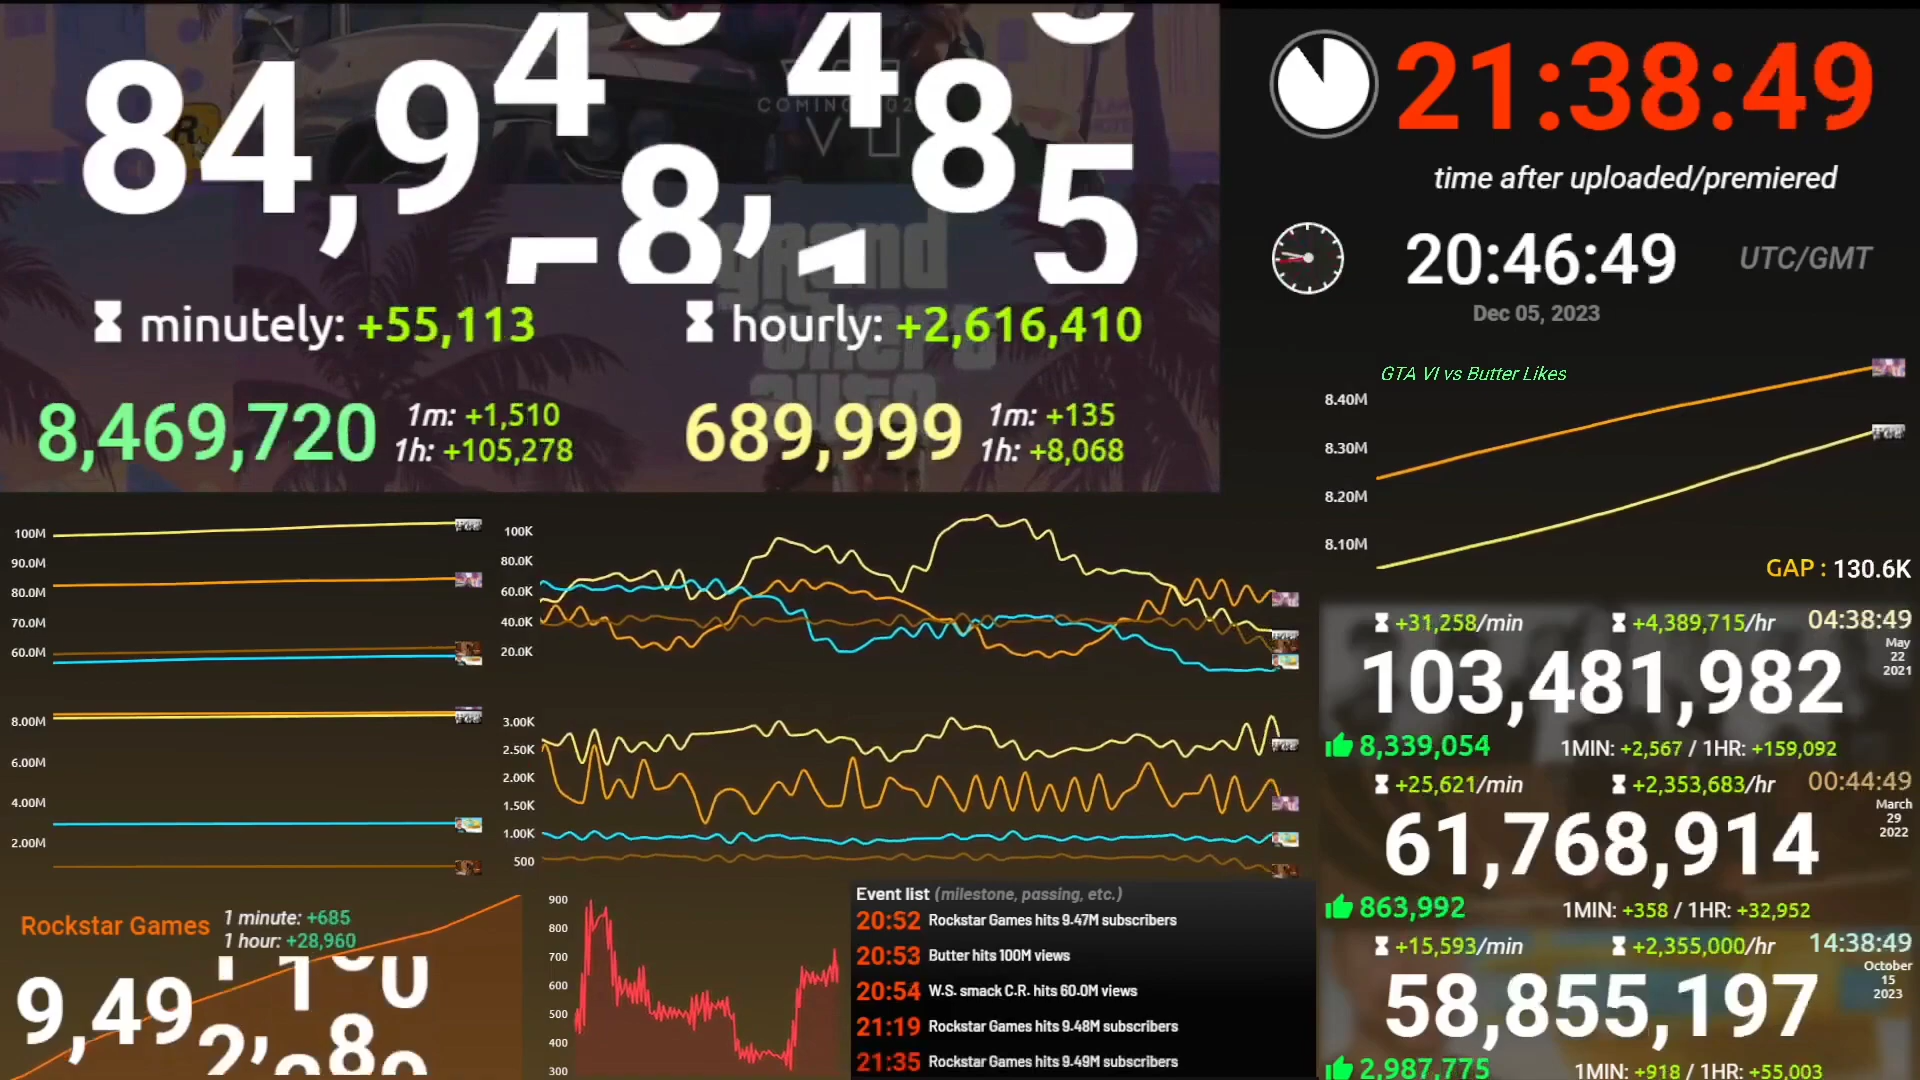 84,9
COMING
VI
grand
theft
auto
minutely: +55,113
hourly: +2,616,410
8,469,720
1m: +1,510
1h: +105,278
689,999
1m: +135
1h: +8,068
21:38:49
time after uploaded/premiered
20:46:49
UTC/GMT
Dec 05, 2023
GTA VI vs Butter Likes
8.40M
8.30M
8.20M
8.10M
GAP : 130.6K
100M
90.0M
80.0M
70.0M
60.0M
100K
80.0K
60.0K
40.0K
20.0K
8.00M
6.00M
4.00M
2.00M
3.00K
2.50K
2.00K
1.50K
1.00K
500
+31,258/min
+4,389,715/hr
04:38:49
May
22
2021
103,481,982
8,339,054
1MIN: +2,567 / 1HR: +159,092
+25,621/min
+2,353,683/hr
00:44:49
March
29
2022
61,768,914
863,992
1MIN: +358 / 1HR: +32,952
+15,593/min
+2,355,000/hr
14:38:49
October
15
2023
58,855,197
2,987,775
1MIN: +918 / 1HR: +55,003
Rockstar Games
1 minute: +685
1 hour: +28,960
9,49
900
800
700
600
500
400
300
Event list (milestone, passing, etc.)
20:52 Rockstar Games hits 9.47M subscribers
20:53 Butter hits 100M views
20:54 W.S. smack C.R. hits 60.0M views
21:19 Rockstar Games hits 9.48M subscribers
21:35 Rockstar Games hits 9.49M subscribers